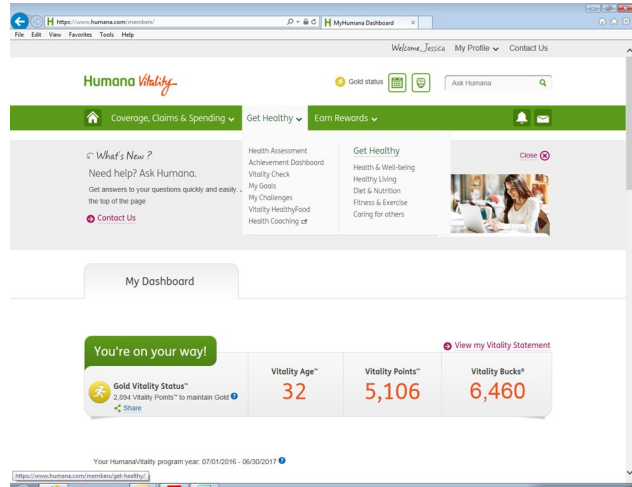 https://www.humana.com/members/
MyHumana Dashboard
File Edit View Favorites Tools Help
Welcome, Jessica My Profile Contact Us
Humana Vitality
Gold status
Ask Humana
Coverage, Claims & Spending Get Healthy Earn Rewards
What's New?
Need help? Ask Humana.
Get answers to your questions quickly and easily.
the top of the page
Contact Us
Health Assessment
Achievement Dashboard
Vitality Check
My Goals
My Challenges
Vitality HealthyFood
Health Coaching
Get Healthy
Health & Well-being
Healthy Living
Diet & Nutrition
Fitness & Exercise
Caring for others
Close
My Dashboard
View my Vitality Statement
You're on your way!
Gold Vitality Status™
2,894 Vitality Points™ to maintain Gold
Share
Vitality Age™
32
Vitality Points™
5,106
Vitality Bucks®
6,460
Your HumanaVitality program year: 07/01/2016 - 06/30/2017
https://www.humana.com/members/get-healthy/